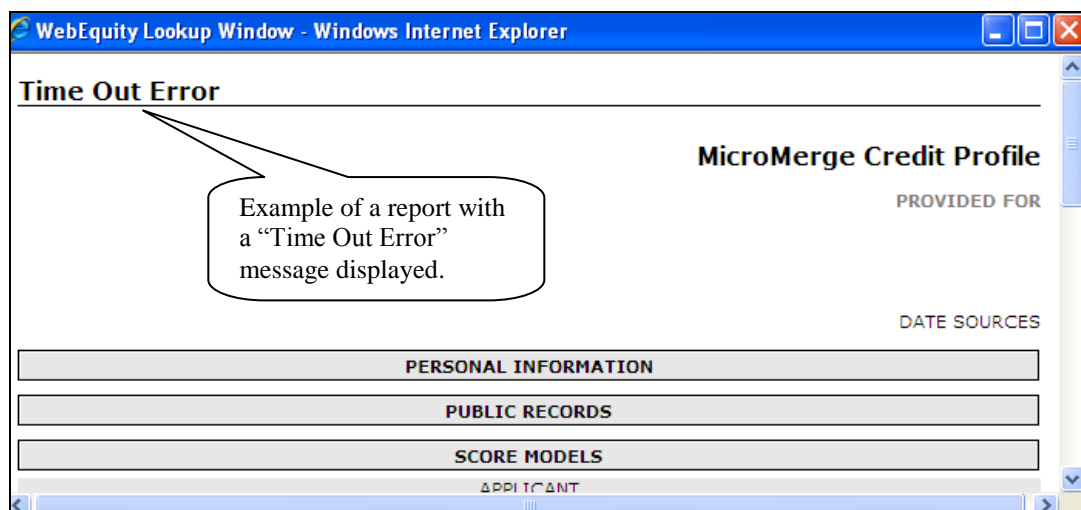 WebEquity Lookup Window - Windows Internet Explorer
Time Out Error
MicroMerge Credit Profile
PROVIDED FOR
Example of a report with
a “Time Out Error”
message displayed.
DATE SOURCES
PERSONAL INFORMATION
PUBLIC RECORDS
SCORE MODELS
APPLICANT